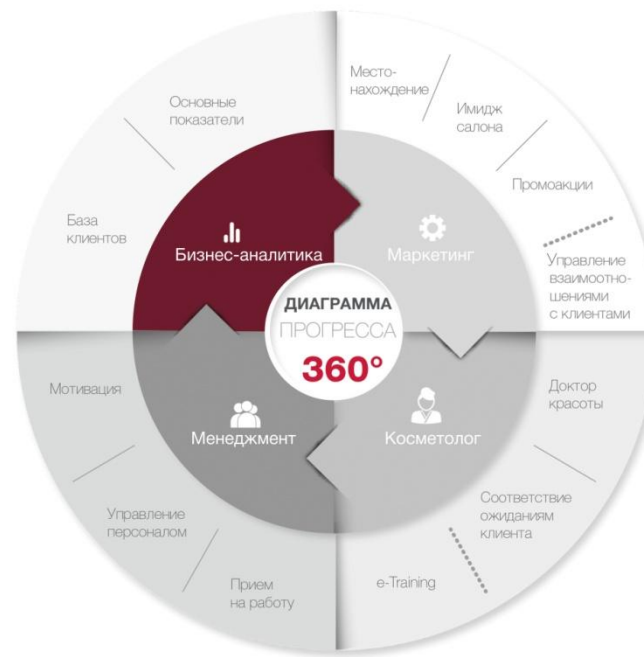 Основные
показатели
База
клиентов
Бизнес-аналитика
Место-
нахождение
Имидж
салона
Промоакции
Управление
взаимоотно-
шениями
с клиентами
Маркетинг
ДИАГРАММА
ПРОГРЕССА
360°
Мотивация
Управление
персоналом
Прием
на работу
Менеджмент
Косметолог
Доктор
красоты
Соответствие
ожиданиям
клиента
e-Training